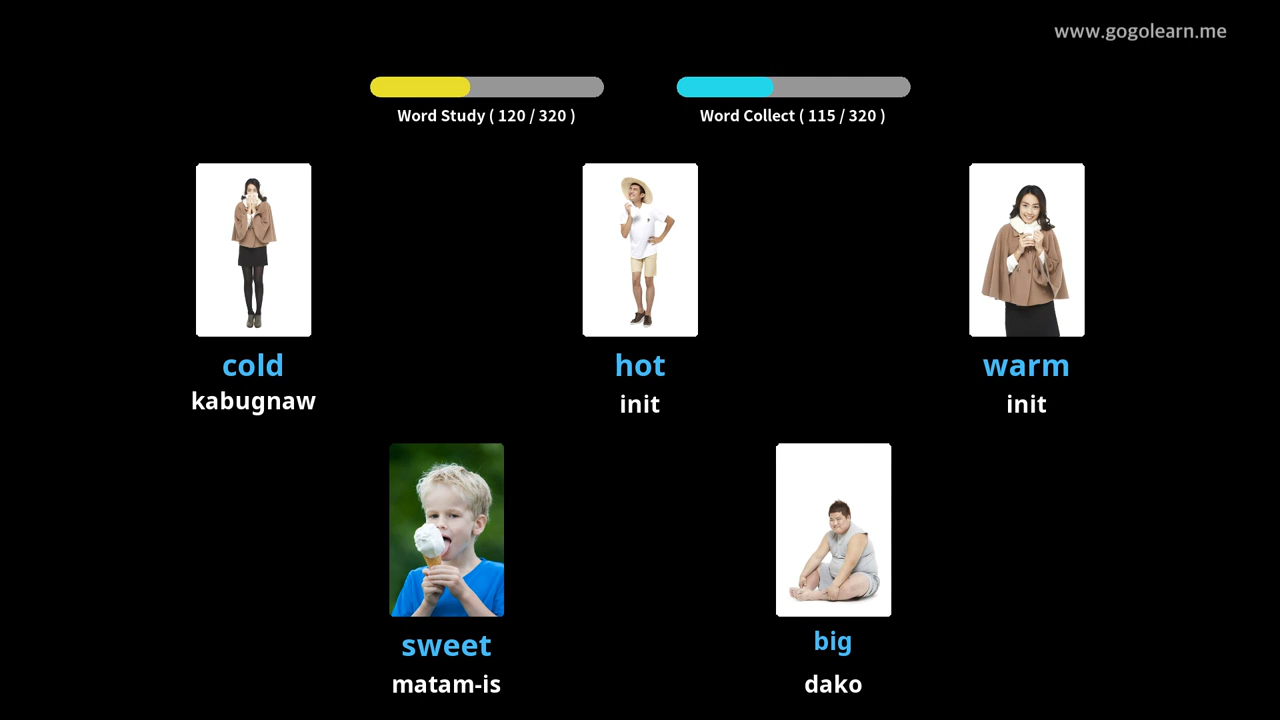 www.gogolearn.me
Word Study ( 120 / 320 )
Word Collect ( 115 / 320 )
cold
kabugnaw
hot
init
warm
init
sweet
matam-is
big
dako